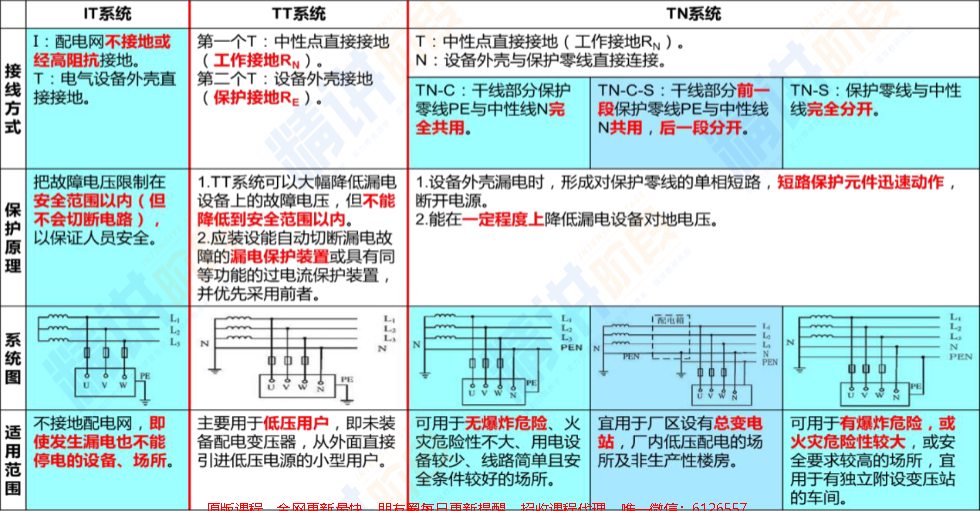 IT系统
TT系统
TN系统
接线方式
I：配电网不接地或
经高阻抗接地。
T：电气设备外壳直
接接地。
第一个T：中性点直接接地
（工作接地RN）。
第二个T：设备外壳接地
（保护接地RE）。
T：中性点直接接地（工作接地RN）。
N：设备外壳与保护零线直接连接。
TN-C：干线部分保护
零线PE与中性线N完
全共用。
TN-C-S：干线部分前一
段保护零线PE与中性线
N共用，后一段分开。
TN-S：保护零线与中性
线完全分开。
保护原理
把故障电压限制在
安全范围以内（但
不会切断电路），
以保证人员安全。
1.TT系统可以大幅降低漏电
设备上的故障电压，但不能
降低到安全范围以内。
2.应装设能自动切断漏电故
障的漏电保护装置或具有同
等功能的过电流保护装置，
并优先采用前者。
1.设备外壳漏电时，形成对保护零线的单相短路，短路保护元件迅速动作，
断开电源。
2.能在一定程度上降低漏电设备对地电压。
系统图
L1
L2
L3
PE
U V W
L1
L2
L3
N
PE
U V W N
L1
L2
L3
PEN
N
U V W N
配电箱
L1
L2
L3
N
PE
N
PEN
U V W N
L1
L2
L3
N
PEN
N
PE
U V W N
适用范围
不接地配电网，即
使发生漏电也不能
停电的设备、场所。
主要用于低压用户，即未装
备配电变压器，从外面直接
引进低压电源的小型用户。
可用于无爆炸危险、火
灾危险性不大、用电设
备较少、线路简单且安
全条件较好的场所。
宜用于厂区设有总变电
站，厂内低压配电的场
所及非生产性楼房。
可用于有爆炸危险，或
火灾危险性较大，或安
全要求较高的场所，宜
用于有独立附设变压站
的车间。
精讲阶段
原版课程，全网更新最快，朋友圈每日更新提醒，招收课程代理，唯一微信：6126557